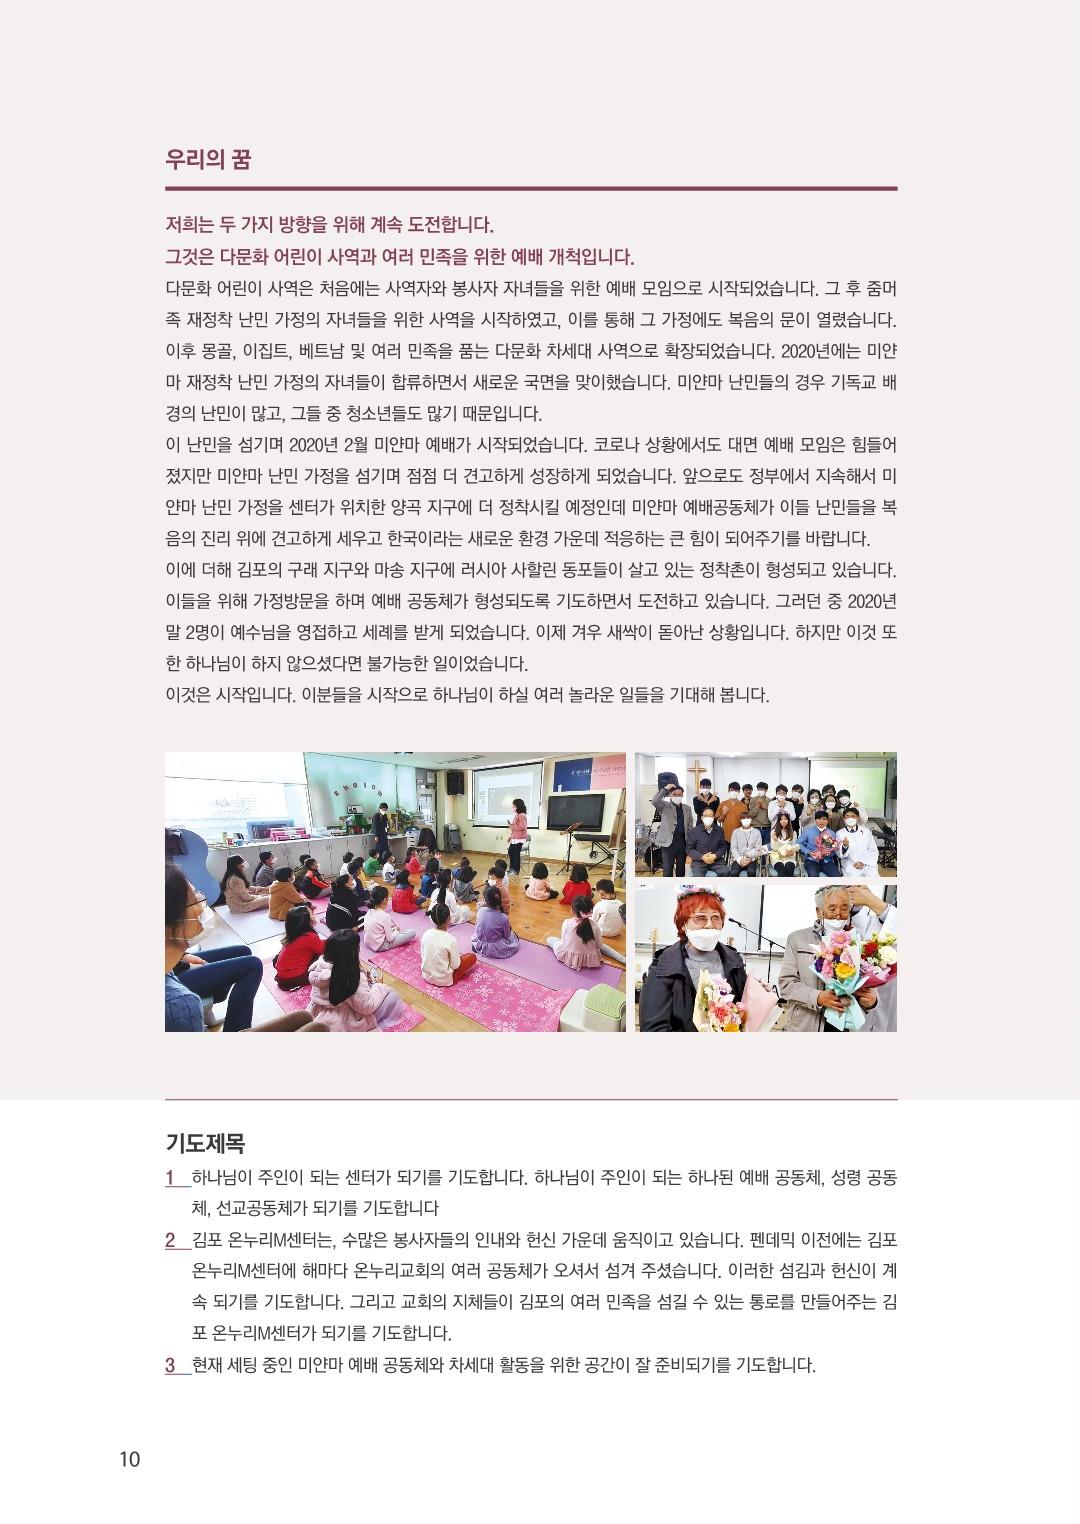 우리의 꿈
저희는 두 가지 방향을 위해 계속 도전합니다.
그것은 다문화 어린이 사역과 여러 민족을 위한 예배 개척입니다.
다문화 어린이 사역은 처음에는 사역자와 봉사자 자녀들을 위한 예배 모임으로 시작되었습니다. 그 후 줌머
족 재정착 난민 가정의 자녀들을 위한 사역을 시작하였고, 이를 통해 그 가정에도 복음의 문이 열렸습니다.
이후 몽골, 이집트, 베트남 및 여러 민족을 품는 다문화 차세대 사역으로 확장되었습니다. 2020년에는 미얀
마 재정착 난민 가정의 자녀들이 합류하면서 새로운 국면을 맞이했습니다. 미얀마 난민들의 경우 기독교 배
경의 난민이 많고, 그들 중 청소년들도 많기 때문입니다.
이 난민을 섬기며 2020년 2월 미얀마 예배가 시작되었습니다. 코로나 상황에서도 대면 예배 모임은 힘들어
졌지만 미얀마 난민 가정을 섬기며 점점 더 견고하게 성장하게 되었습니다. 앞으로도 정부에서 지속해서 미
얀마 난민 가정을 센터가 위치한 양곡 지구에 더 정착시킬 예정인데 미얀마 예배공동체가 이들 난민들을 복
음의 진리 위에 견고하게 세우고 한국이라는 새로운 환경 가운데 적응하는 큰 힘이 되어주기를 바랍니다.
이에 더해 김포의 구래 지구와 마송 지구에 러시아 사할린 동포들이 살고 있는 정착촌이 형성되고 있습니다.
이들을 위해 가정방문을 하며 예배 공동체가 형성되도록 기도하면서 도전하고 있습니다. 그러던 중 2020년
말 2명이 예수님을 영접하고 세례를 받게 되었습니다. 이제 겨우 새싹이 돋아난 상황입니다. 하지만 이것 또
한 하나님이 하지 않으셨다면 불가능한 일이었습니다.
이것은 시작입니다. 이분들을 시작으로 하나님이 하실 여러 놀라운 일들을 기대해 봅니다.
기도제목
1 하나님이 주인이 되는 센터가 되기를 기도합니다. 하나님이 주인이 되는 하나된 예배 공동체, 성령 공동
체, 선교공동체가 되기를 기도합니다
2 김포 온누리M센터는, 수많은 봉사자들의 인내와 헌신 가운데 움직이고 있습니다. 펜데믹 이전에는 김포
온누리M센터에 해마다 온누리교회의 여러 공동체가 오셔서 섬겨 주셨습니다. 이러한 섬김과 헌신이 계
속 되기를 기도합니다. 그리고 교회의 지체들이 김포의 여러 민족을 섬길 수 있는 통로를 만들어주는 김
포 온누리M센터가 되기를 기도합니다.
3 현재 세팅 중인 미얀마 예배 공동체와 차세대 활동을 위한 공간이 잘 준비되기를 기도합니다.
10